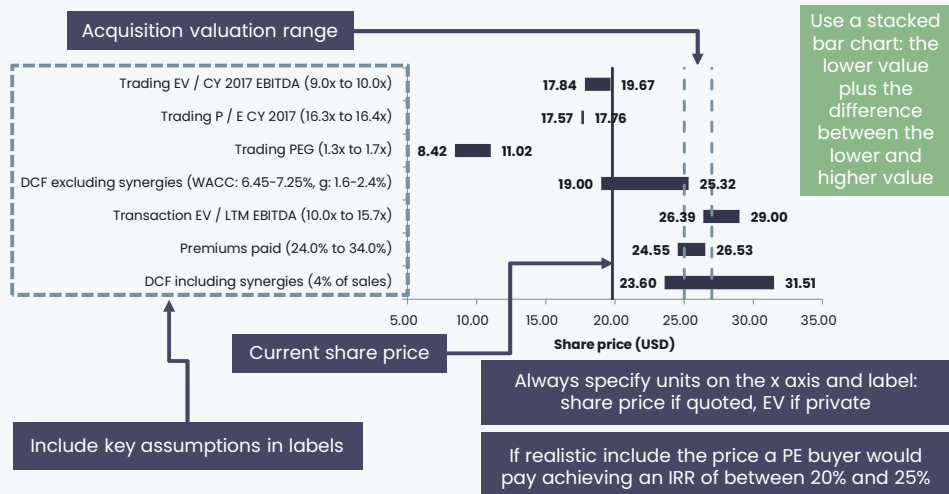 Acquisition valuation range
Use a stacked
bar chart: the
lower value
plus the
difference
between the
lower and
higher value
Trading EV / CY 2017 EBITDA (9.0x to 10.0x)
17.84 19.67
Trading P / E CY 2017 (16.3x to 16.4x)
17.57 17.76
Trading PEG (1.3x to 1.7x)
8.42 11.02
DCF excluding synergies (WACC: 6.45-7.25%, g: 1.6-2.4%)
19.00 25.32
Transaction EV / LTM EBITDA (10.0x to 15.7x)
26.39 29.00
Premiums paid (24.0% to 34.0%)
24.55 26.53
DCF including synergies (4% of sales)
23.60 31.51
5.00 10.00 15.00 20.00 25.00 30.00 35.00
Share price (USD)
Current share price
Always specify units on the x axis and label:
share price if quoted, EV if private
Include key assumptions in labels
If realistic include the price a PE buyer would
pay achieving an IRR of between 20% and 25%